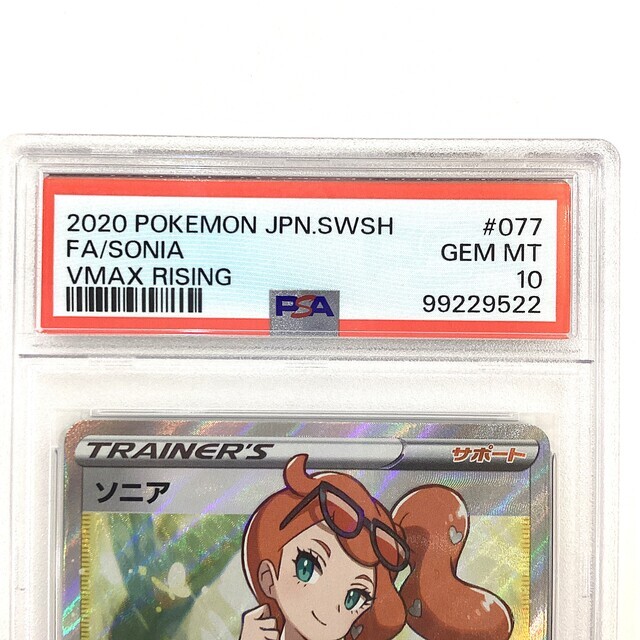 2020 POKEMON JPN.SWSH #077
FA/SONIA GEM MT
VMAX RISING 10
PSA 99229522
TRAINER'S サポート
ソニア